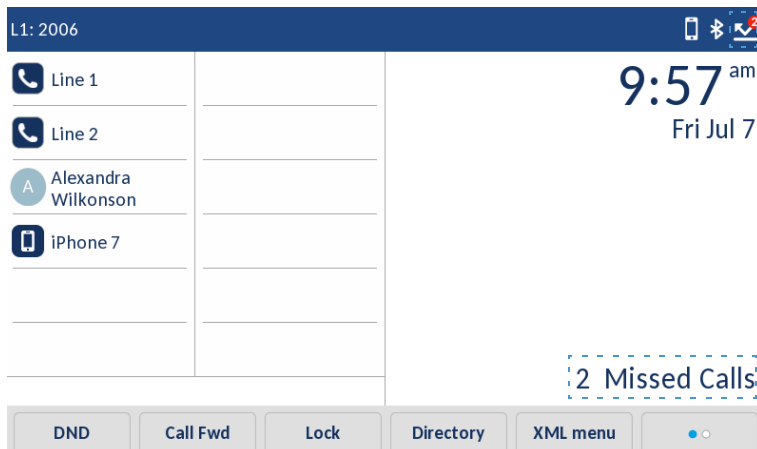 L1: 2006
2
Line 1
Line 2
A
Alexandra
Wilkonson
iPhone 7
9:57 am
Fri Jul 7
2 Missed Calls
DND
Call Fwd
Lock
Directory
XML menu